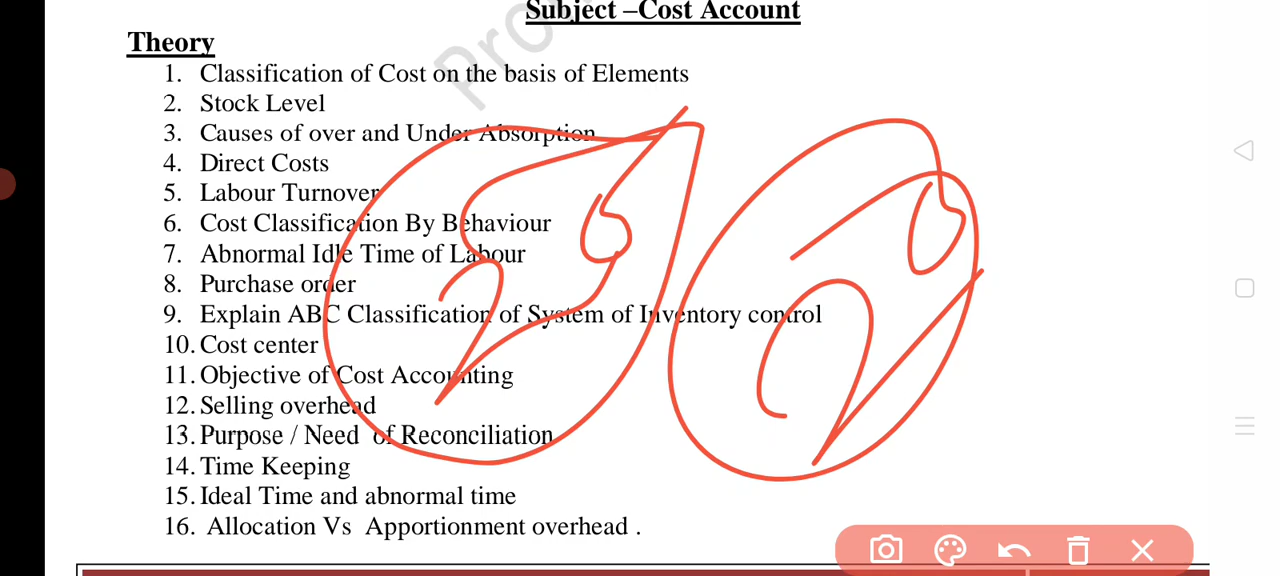 Subject –Cost Account
Pro
Theory
1. Classification of Cost on the basis of Elements
2. Stock Level
3. Causes of over and Under Absorption
4. Direct Costs
5. Labour Turnover
6. Cost Classification By Behaviour
7. Abnormal Idle Time of Labour
8. Purchase order
9. Explain ABC Classification of System of Inventory control
10. Cost center
11. Objective of Cost Accounting
12. Selling overhead
13. Purpose / Need of Reconciliation
14. Time Keeping
15. Ideal Time and abnormal time
16. Allocation Vs Apportionment overhead .